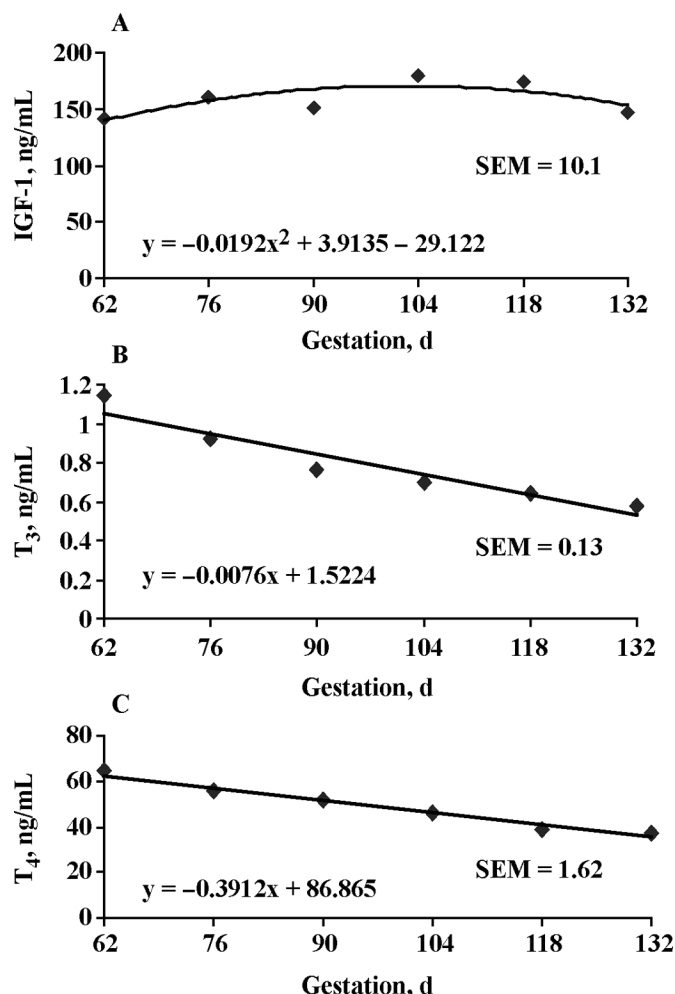 A
200
150
100
50
0
IGF-1, ng/mL
SEM = 10.1
y = –0.0192x² + 3.9135 – 29.122
62 76 90 104 118 132
Gestation, d
B
1.2
1
0.8
0.6
0.4
0.2
0
T₃, ng/mL
SEM = 0.13
y = –0.0076x + 1.5224
62 76 90 104 118 132
Gestation, d
C
80
60
40
20
0
T₄, ng/mL
SEM = 1.62
y = –0.3912x + 86.865
62 76 90 104 118 132
Gestation, d